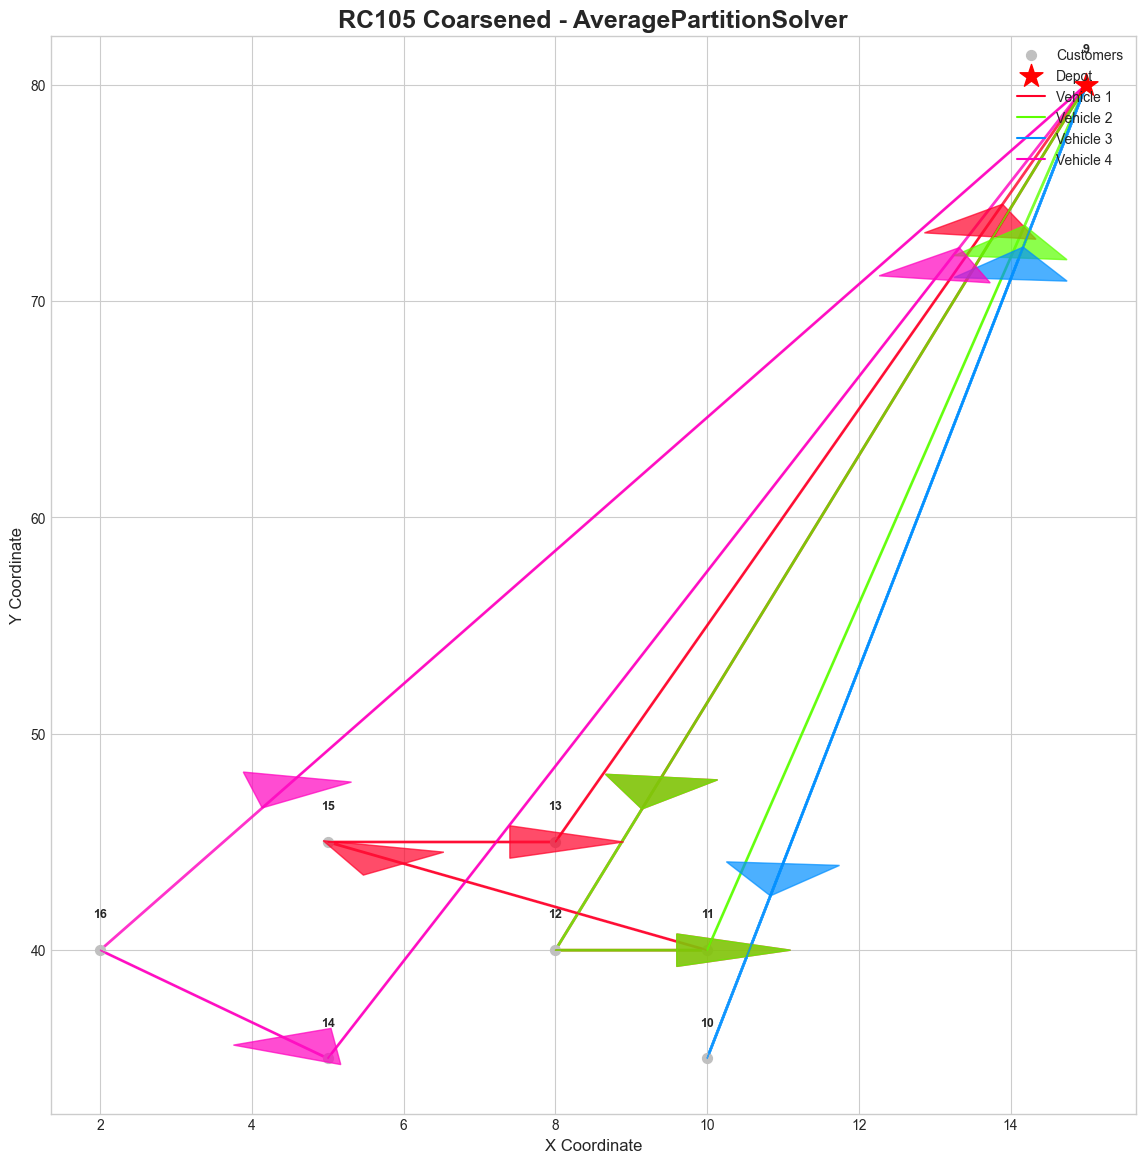 RC105 Coarsened - AveragePartitionSolver
9
Customers
Depot
Vehicle 1
Vehicle 2
Vehicle 3
Vehicle 4
80
70
60
50
40
15
13
16
12
11
14
10
2
4
6
8
10
12
14
X Coordinate
Y Coordinate